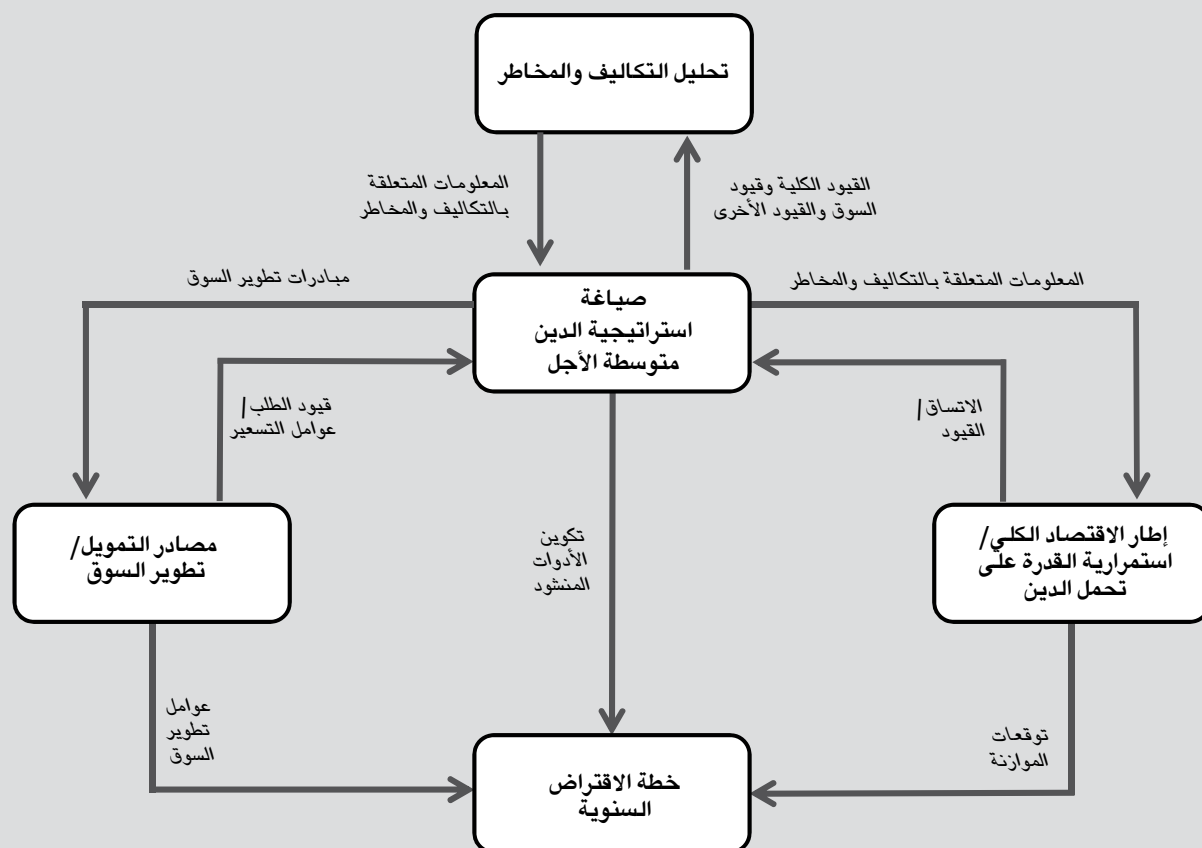 تحليل التكاليف والمخاطر
القيود الكلية وقيود
السوق والقيود الأخرى
المعلومات المتعلقة
بالتكاليف والمخاطر
المعلومات المتعلقة بالتكاليف والمخاطر
صياغة
استراتيجية الدين
متوسطة الأجل
مبادرات تطوير السوق
الاتساق/
القيود
قيود الطلب/
عوامل التسعير
إطار الاقتصاد الكلي/
استمرارية القدرة على
تحمل الدين
تكوين
الأدوات
المنشود
مصادر التمويل/
تطوير السوق
توقعات
الموازنة
عوامل
تطوير
السوق
خطة الاقتراض
السنوية